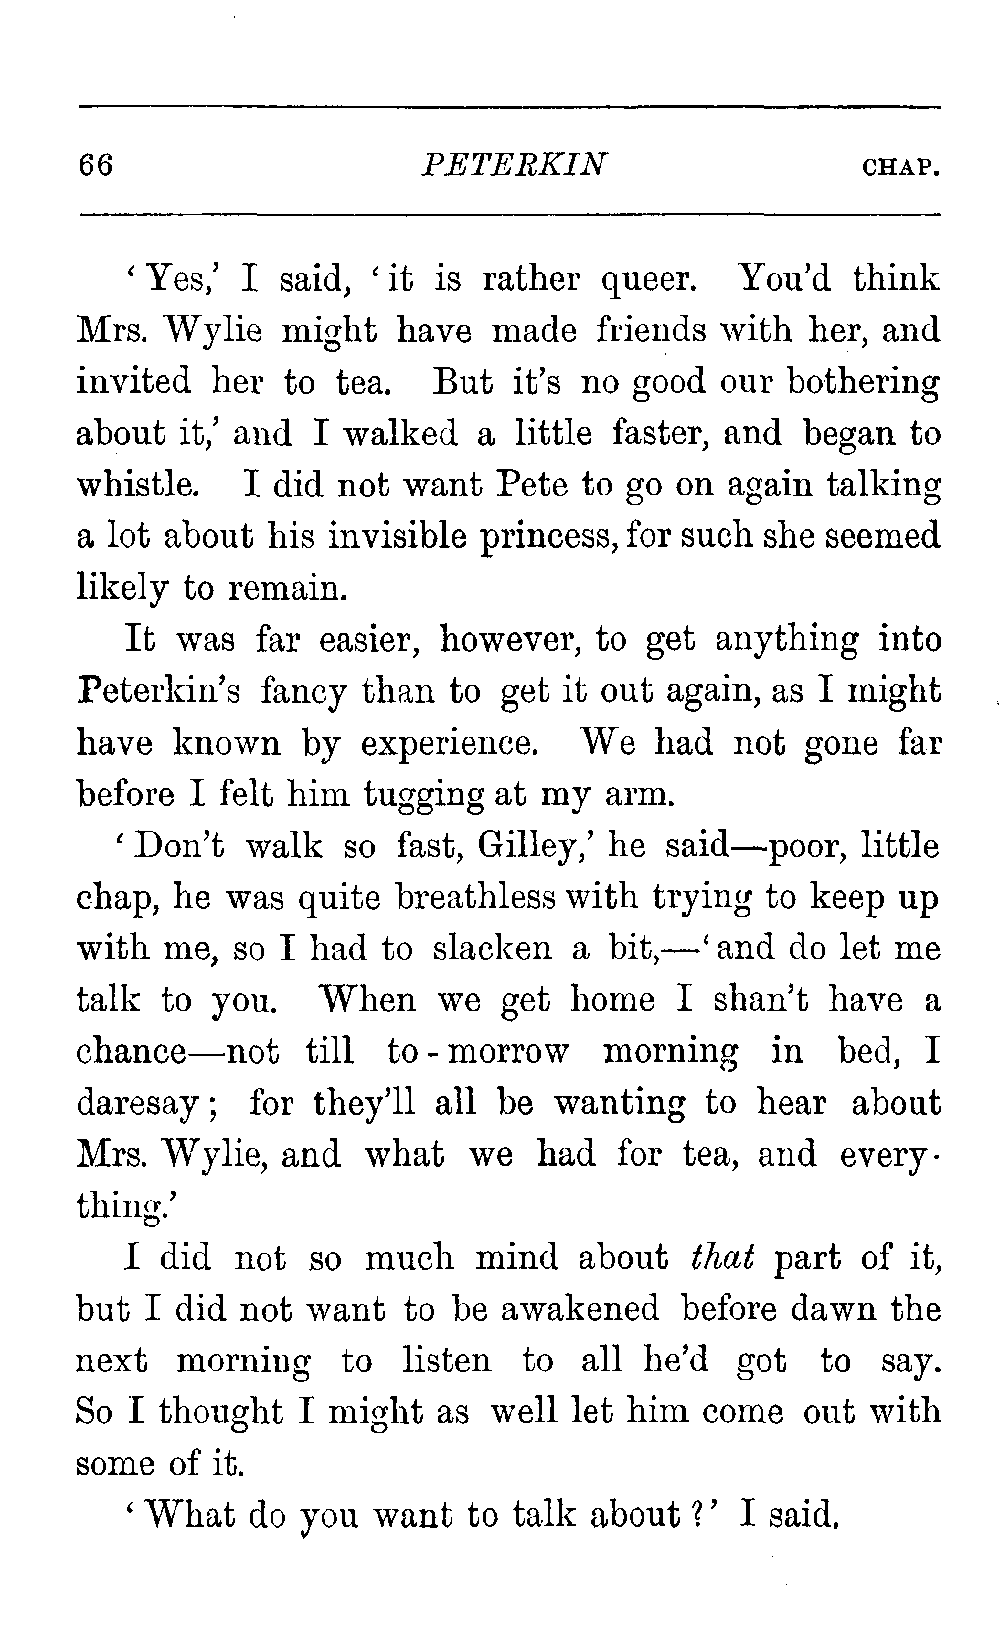 66 PETERKIN CHAP.
‘Yes,’ I said, ‘it is rather queer. You’d think
Mrs. Wylie might have made friends with her, and
invited her to tea. But it’s no good our bothering
about it,’ and I walked a little faster, and began to
whistle. I did not want Pete to go on again talking
a lot about his invisible princess, for such she seemed
likely to remain.
It was far easier, however, to get anything into
Peterkin’s fancy than to get it out again, as I might
have known by experience. We had not gone far
before I felt him tugging at my arm.
‘Don’t walk so fast, Gilley,’ he said—poor, little
chap, he was quite breathless with trying to keep up
with me, so I had to slacken a bit,—‘and do let me
talk to you. When we get home I shan’t have a
chance—not till to-morrow morning in bed, I
daresay; for they’ll all be wanting to hear about
Mrs. Wylie, and what we had for tea, and every-
thing.’
I did not so much mind about that part of it,
but I did not want to be awakened before dawn the
next morning to listen to all he’d got to say.
So I thought I might as well let him come out with
some of it.
‘What do you want to talk about?’ I said.